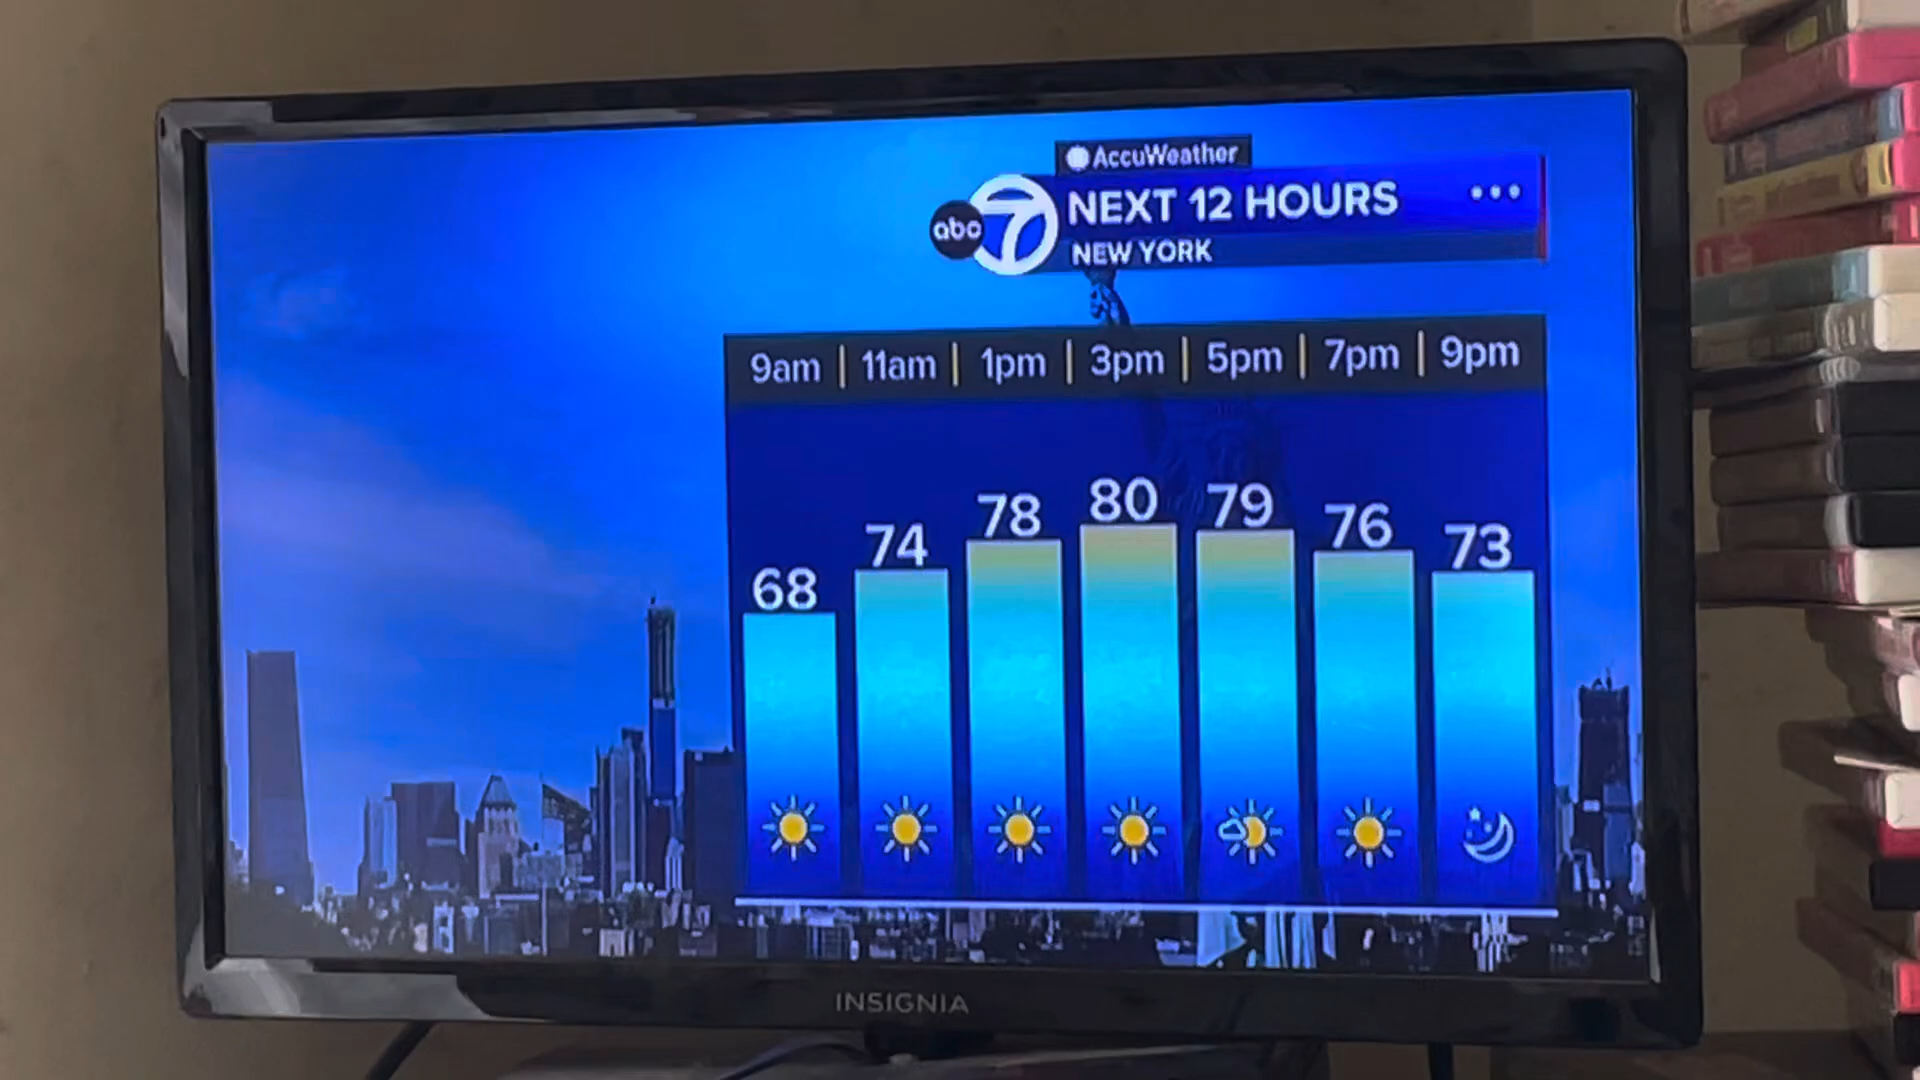 AccuWeather
abc 7 NEXT 12 HOURS
NEW YORK
9am | 11am | 1pm | 3pm | 5pm | 7pm | 9pm
68 74 78 80 79 76 73
INSIGNIA